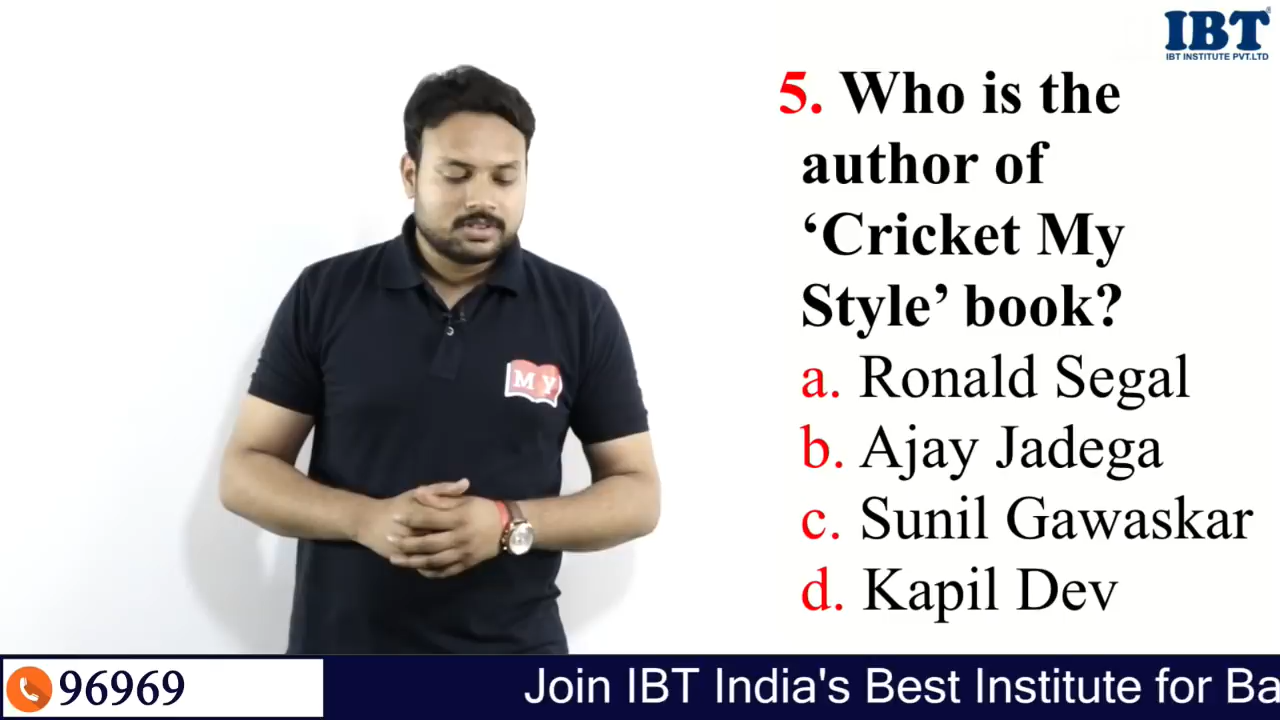 IBT
IBT INSTITUTE PVT.LTD
5. Who is the
author of
‘Cricket My
Style’ book?
a. Ronald Segal
b. Ajay Jadega
c. Sunil Gawaskar
d. Kapil Dev
M Y
96969
Join IBT India's Best Institute for Ba